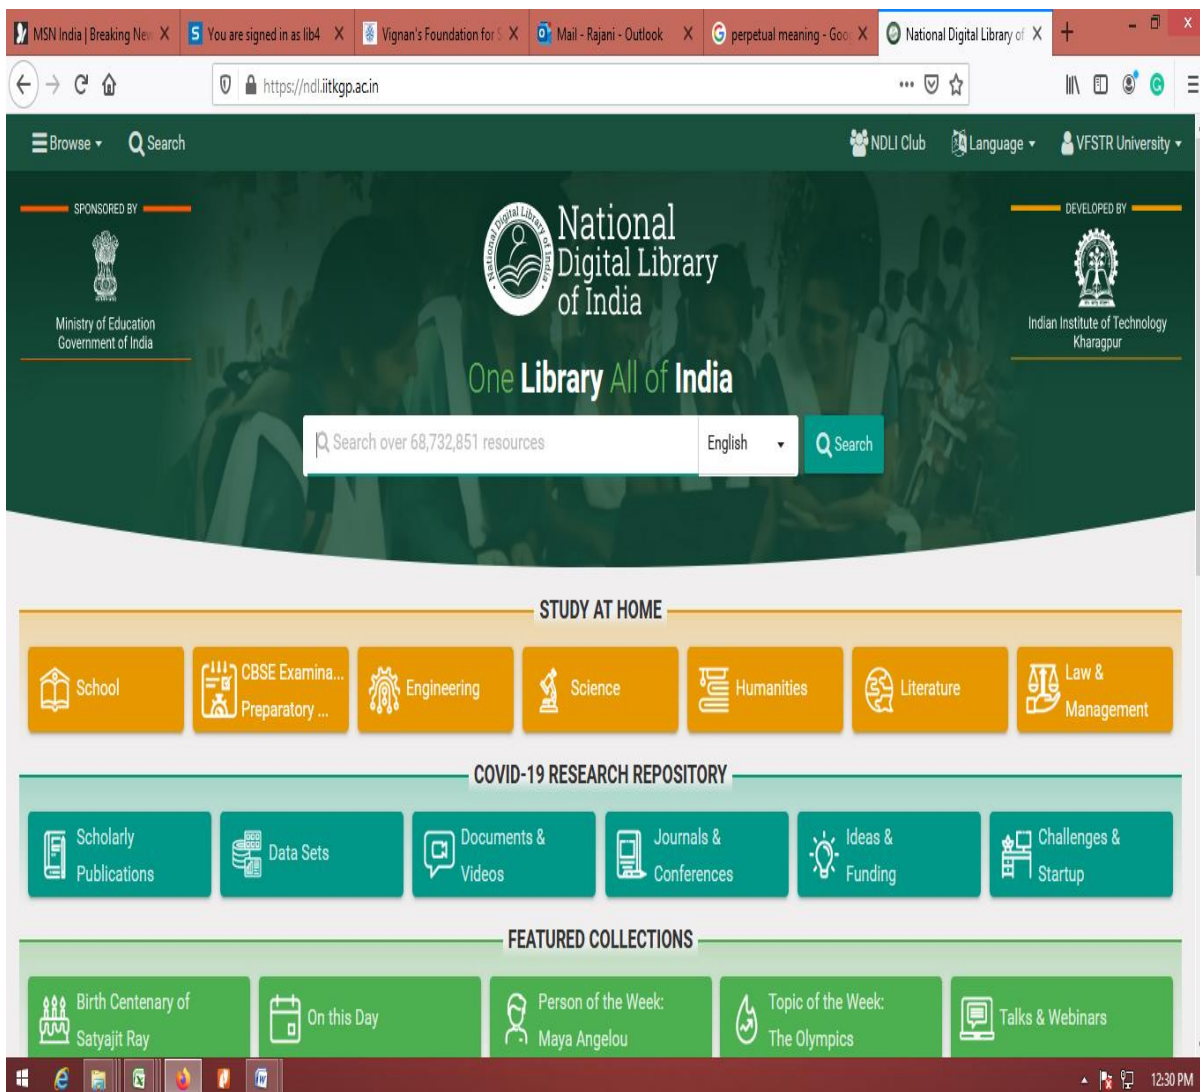 MSN India | Breaking New
You are signed in as lib4
Vignan's Foundation for S
Mail - Rajani - Outlook
perpetual meaning - Goo
National Digital Library of
https://ndl.iitkgp.ac.in
Browse
Search
NDLI Club
Language
VFSTR University
SPONSORED BY
Ministry of Education
Government of India
National Digital Library of India
National
Digital Library
of India
DEVELOPED BY
Indian Institute of Technology
Kharagpur
One Library All of India
Search over 68,732,851 resources
English
Search
STUDY AT HOME
School
CBSE Examina...
Preparatory ...
Engineering
Science
Humanities
Literature
Law &
Management
COVID-19 RESEARCH REPOSITORY
Scholarly
Publications
Data Sets
Documents &
Videos
Journals &
Conferences
Ideas &
Funding
Challenges &
Startup
FEATURED COLLECTIONS
Birth Centenary of
Satyajit Ray
On this Day
Person of the Week:
Maya Angelou
Topic of the Week:
The Olympics
Talks & Webinars
12:30 PM